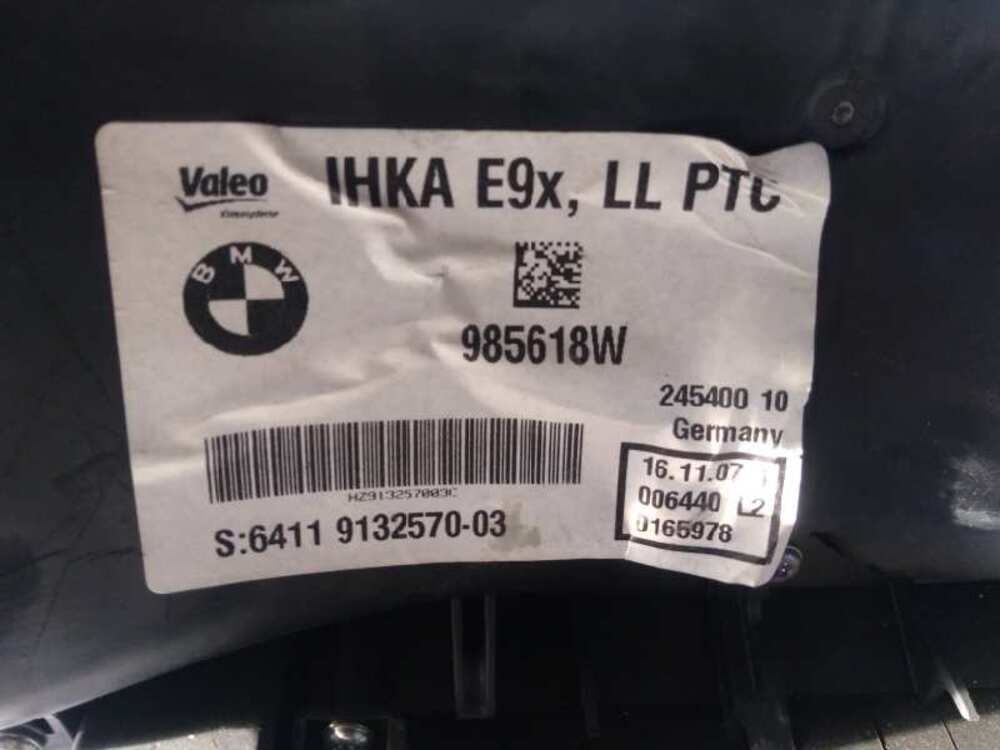 Valeo
Klimasysteme
IHKA E9x, LL PTC
BMW
985618W
245400 10
Germany
HZ913257003C
S:6411 9132570-03
16.11.07
006440 L2
0165978